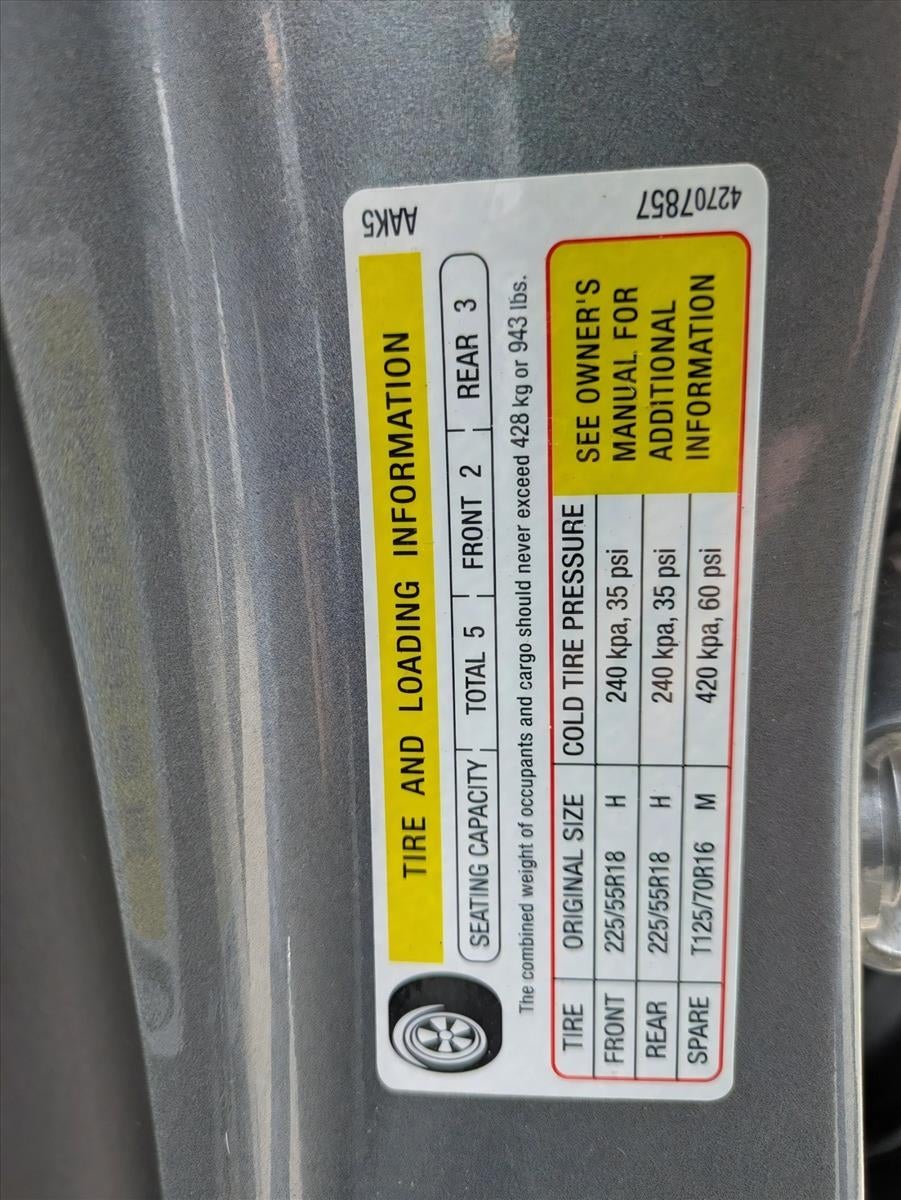 TIRE AND LOADING INFORMATION
AAK5
SEATING CAPACITY TOTAL 5 FRONT 2 REAR 3
The combined weight of occupants and cargo should never exceed 428 kg or 943 lbs.
TIRE ORIGINAL SIZE COLD TIRE PRESSURE
FRONT 225/55R18 H 240 kpa, 35 psi
REAR 225/55R18 H 240 kpa, 35 psi
SPARE T125/70R16 M 420 kpa, 60 psi
SEE OWNER'S
MANUAL FOR
ADDITIONAL
INFORMATION
42707857